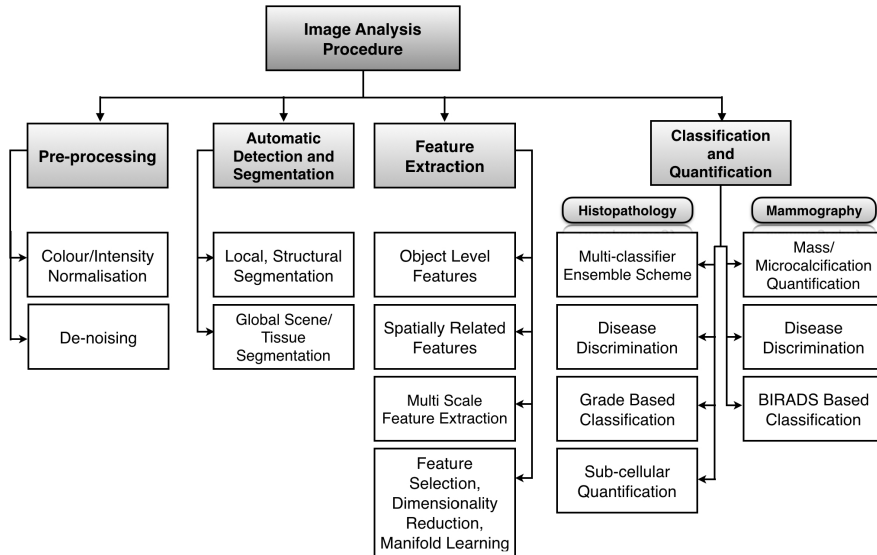 Image Analysis
Procedure
Pre-processing
Automatic
Detection and
Segmentation
Feature
Extraction
Classification
and
Quantification
Histopathology
Mammography
Colour/Intensity
Normalisation
De-noising
Local, Structural
Segmentation
Global Scene/
Tissue
Segmentation
Object Level
Features
Spatially Related
Features
Multi Scale
Feature Extraction
Feature
Selection,
Dimensionality
Reduction,
Manifold Learning
Multi-classifier
Ensemble Scheme
Disease
Discrimination
Grade Based
Classification
Sub-cellular
Quantification
Mass/
Microcalcification
Quantification
Disease
Discrimination
BIRADS Based
Classification